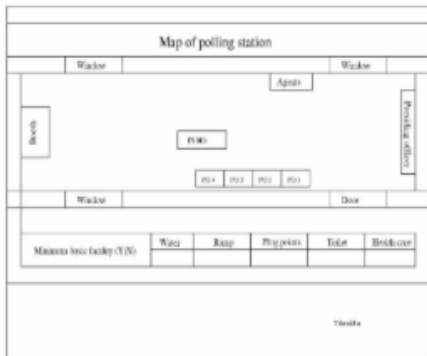 Map of polling station
Window Window
Agents
Booth
Presiding officer
PO4 PO3 PO2 PO1
Window Door
Minimum basic facility (Y/N) Water Ramp Plug points Toilet Health care